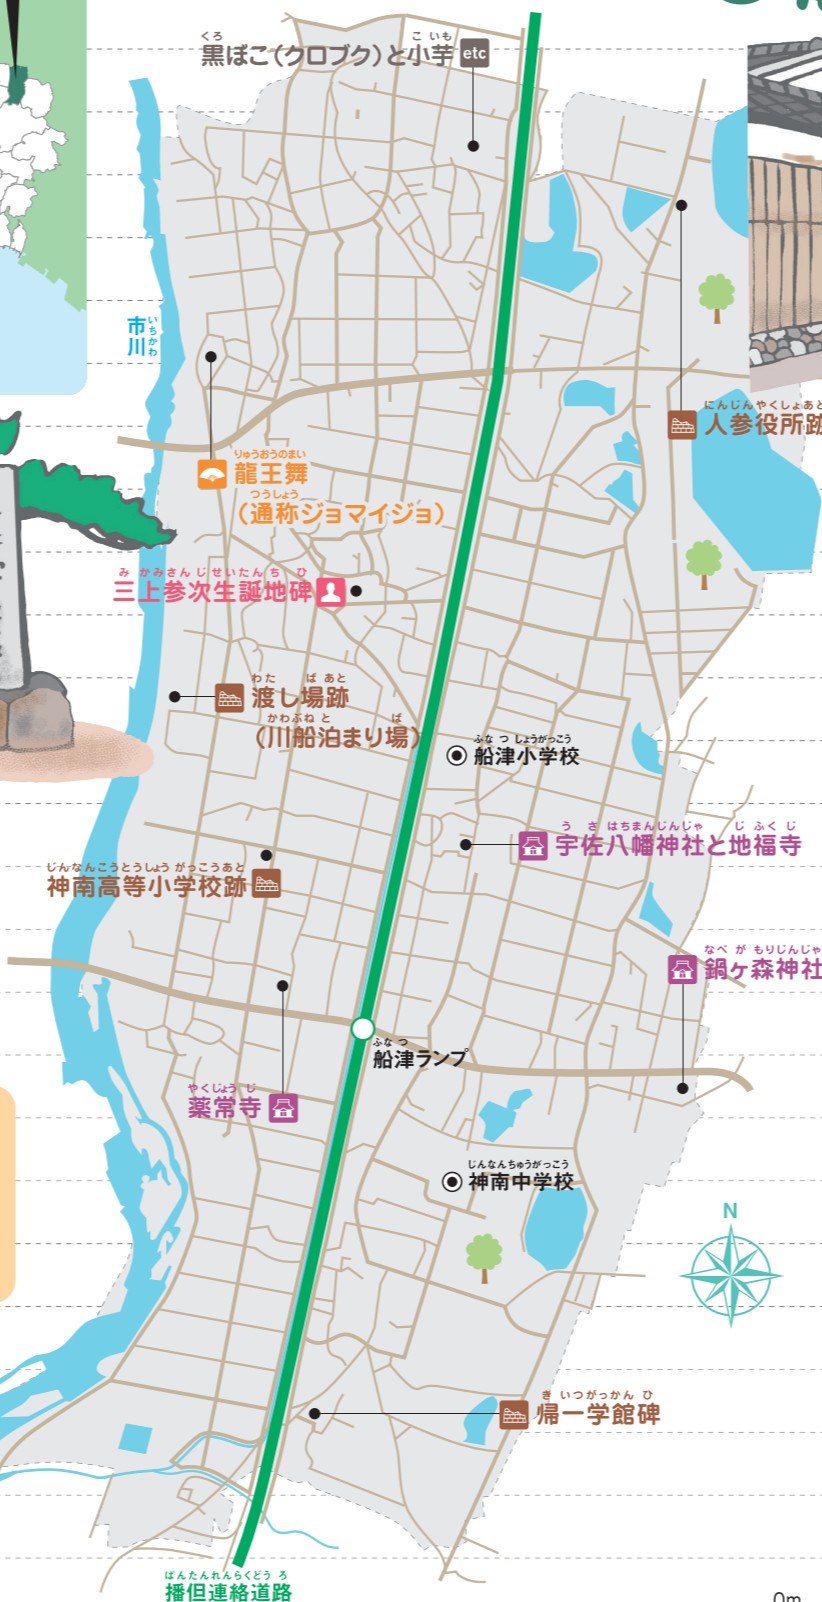 くろ こいも
黒ぼこ(クロブク)と小芋 etc
市川
いちかわ
にんじんやくしょあと
人参役所跡
りゅうおうのまい
龍王舞
つうしょう
(通称ジョマイジョ)
みかみさんじせいたんちひ
三上参次生誕地碑
わた ばあと
渡し場跡
かわぶねと ば
(川船泊まり場)
ふなつしょうがっこう
船津小学校
うさはちまんじんじゃ じふくじ
宇佐八幡神社と地福寺
じんなんこうとうしょうがっこうあと
神南高等小学校跡
なべがもりじんじゃ
鍋ヶ森神社
ふなつ
船津ランプ
やくじょうじ
薬常寺
じんなんちゅうがっこう
神南中学校
N
きいつがっかんひ
帰一学館碑
ばんたんれんらくどうろ
播但連絡道路
0m